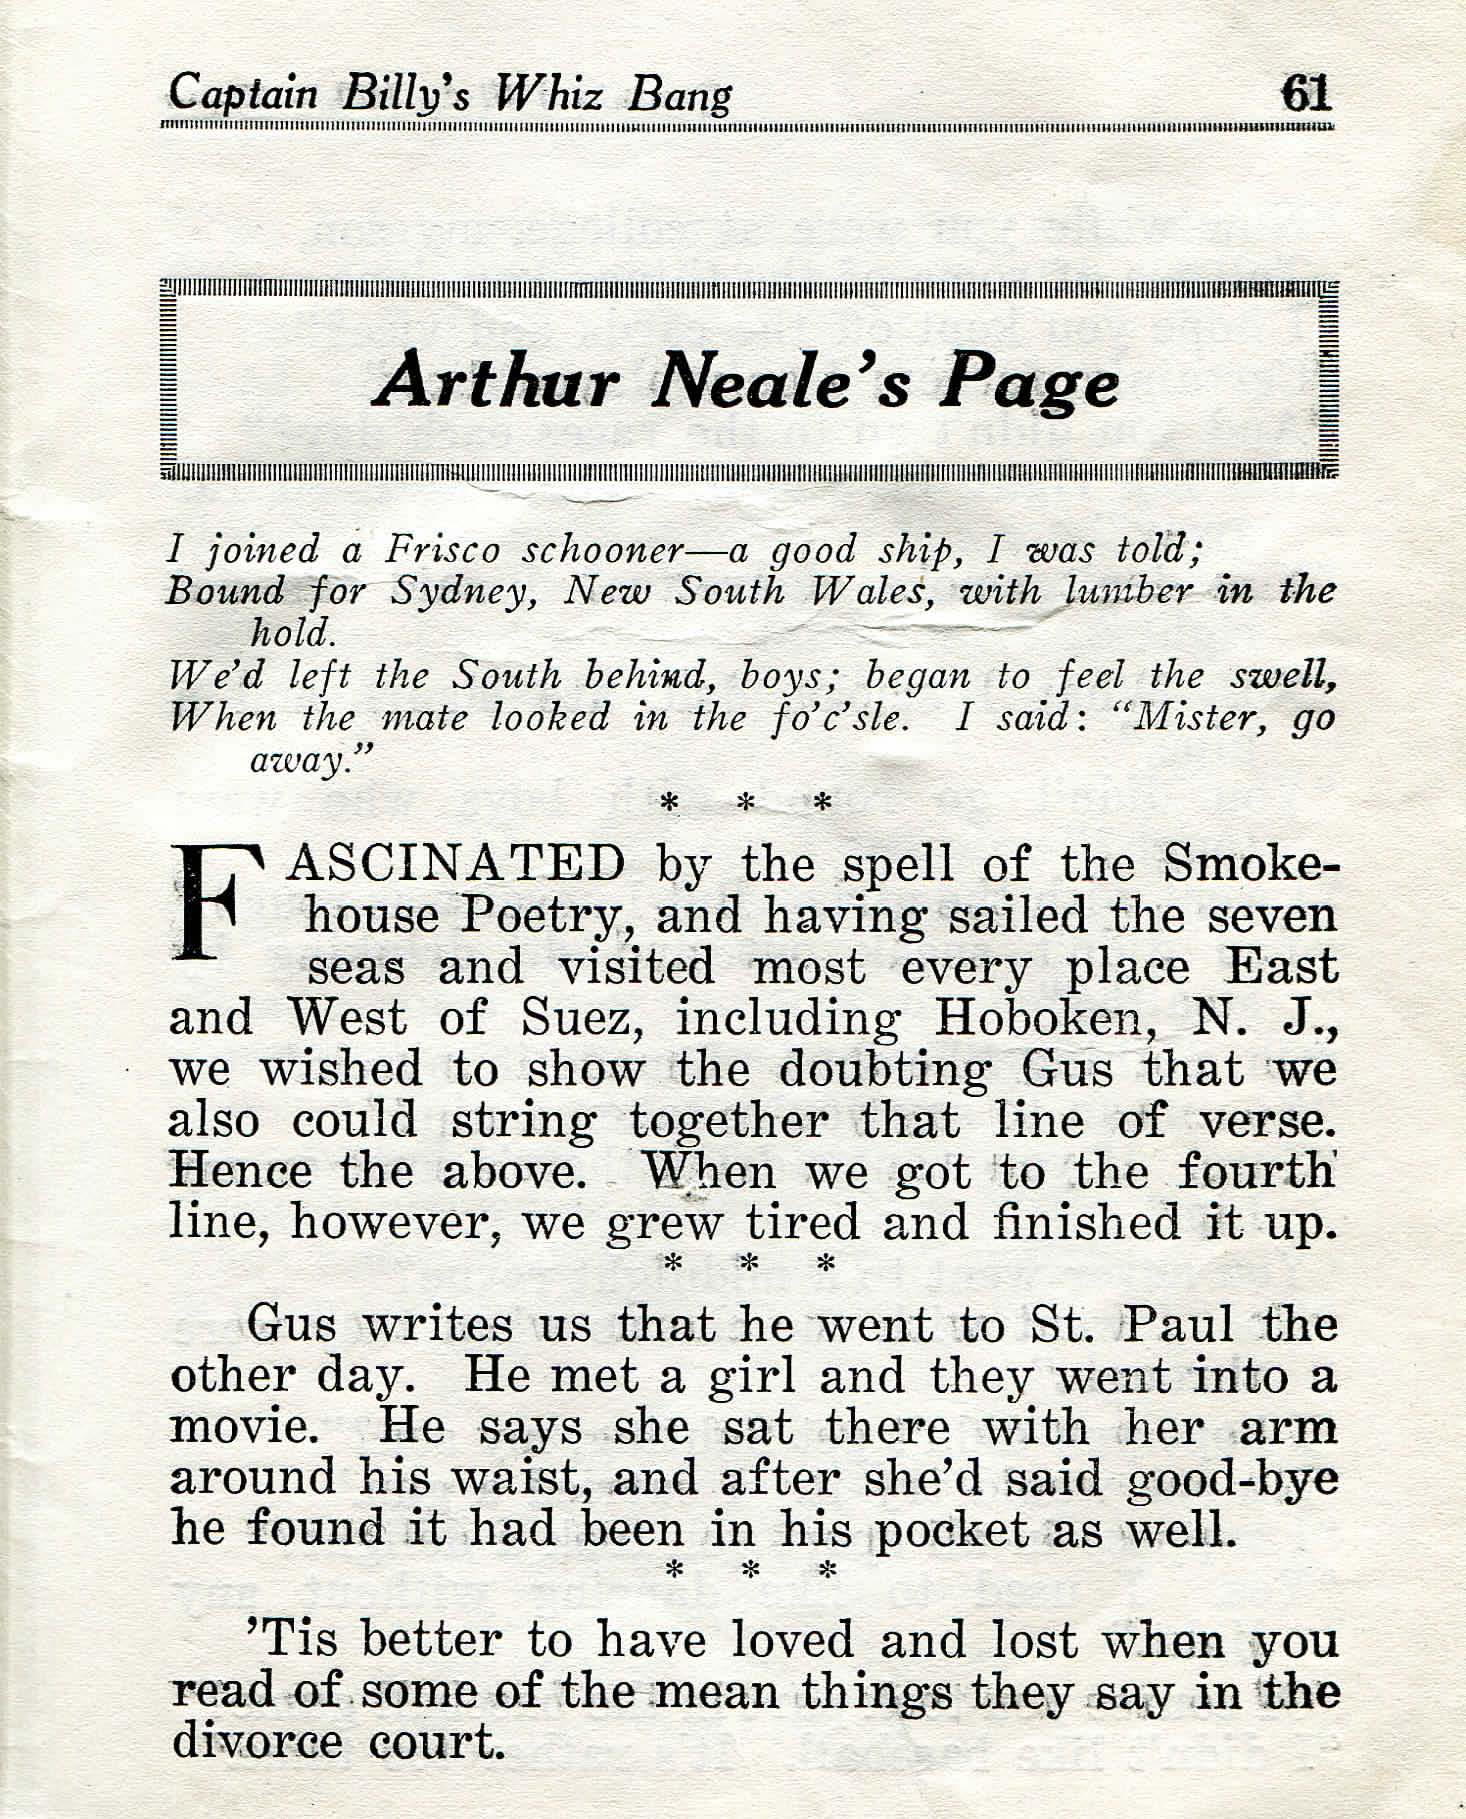 Captain Billy's Whiz Bang 61
Arthur Neale's Page
I joined a Frisco schooner—a good ship, I was told;
Bound for Sydney, New South Wales, with lumber in the
hold.
We'd left the South behind, boys; began to feel the swell,
When the mate looked in the fo'c'sle. I said: "Mister, go
away."
* * *
FASCINATED by the spell of the Smoke-
house Poetry, and having sailed the seven
seas and visited most every place East
and West of Suez, including Hoboken, N. J.,
we wished to show the doubting Gus that we
also could string together that line of verse.
Hence the above. When we got to the fourth
line, however, we grew tired and finished it up.
* * *
Gus writes us that he went to St. Paul the
other day. He met a girl and they went into a
movie. He says she sat there with her arm
around his waist, and after she'd said good-bye
he found it had been in his pocket as well.
* * *
'Tis better to have loved and lost when you
read of some of the mean things they say in the
divorce court.